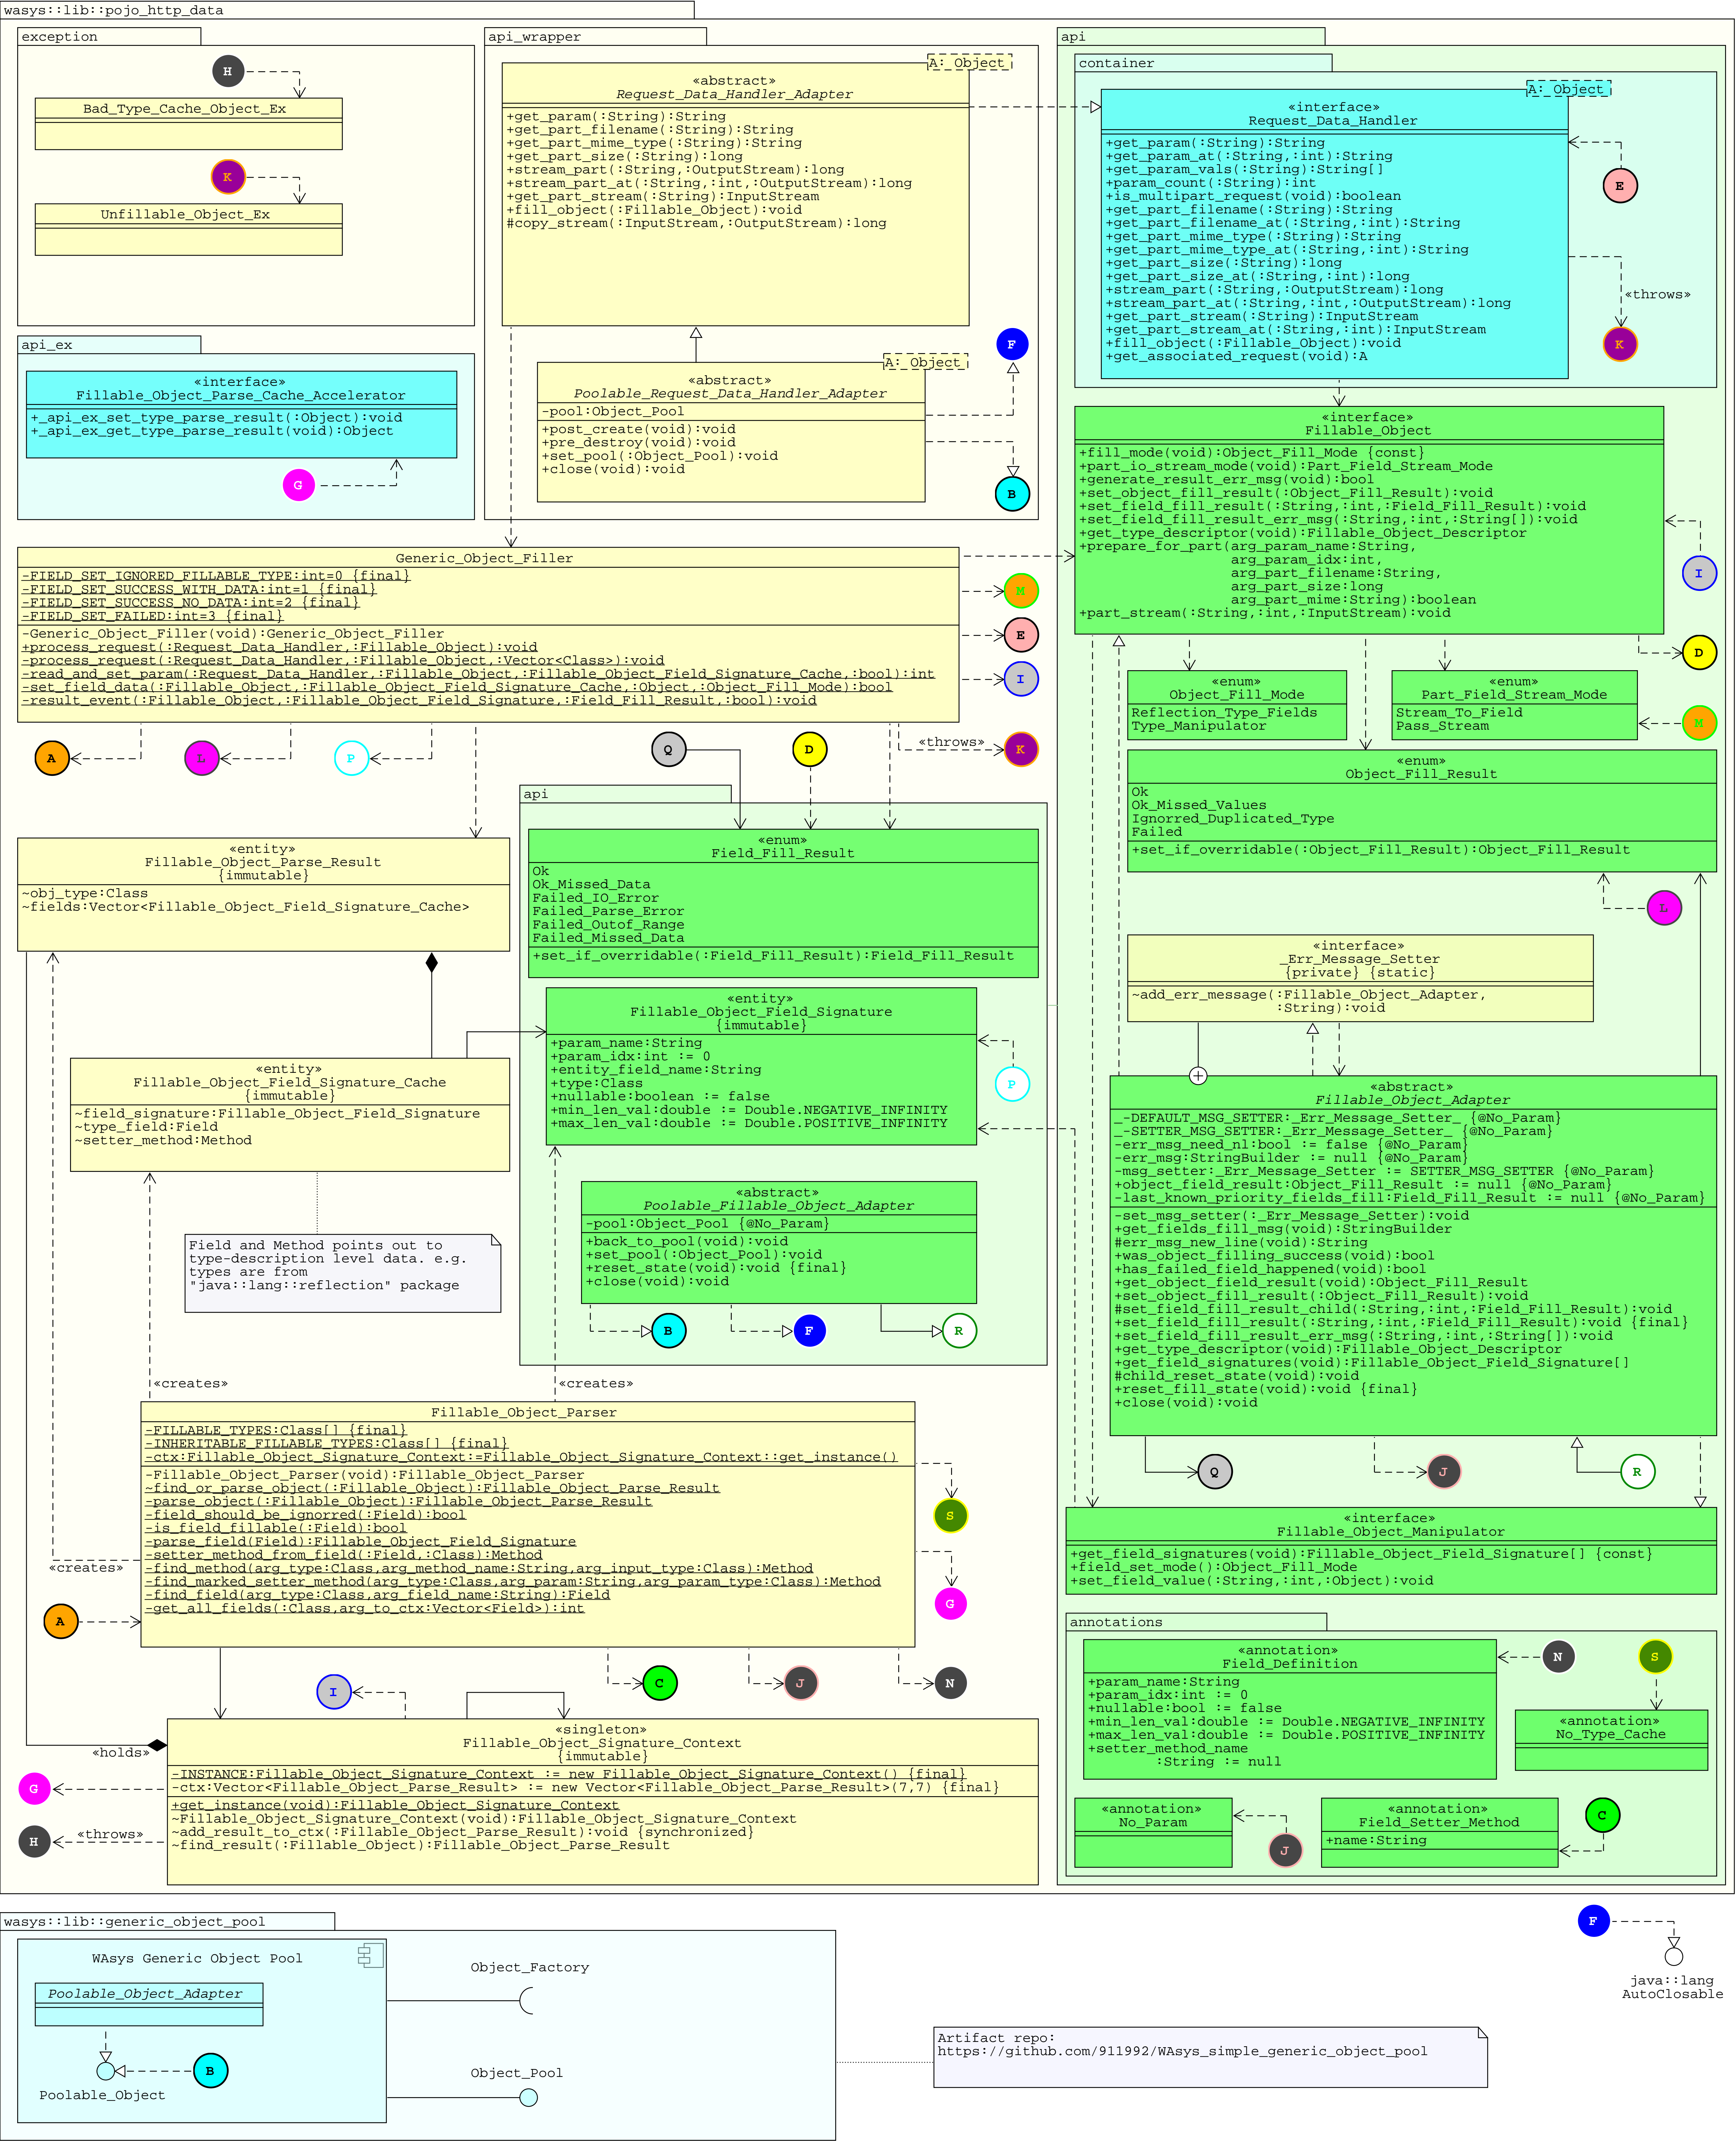 wasys::lib::pojo_http_data
exception
H
Bad_Type_Cache_Object_Ex
K
Unfillable_Object_Ex
api_ex
«interface»
Fillable_Object_Parse_Cache_Accelerator
+_api_ex_set_type_parse_result(:Object):void
+_api_ex_get_type_parse_result(void):Object
G
api_wrapper
A: Object
«abstract»
Request_Data_Handler_Adapter
+get_param(:String):String
+get_part_filename(:String):String
+get_part_mime_type(:String):String
+get_part_size(:String):long
+stream_part(:String,:OutputStream):long
+stream_part_at(:String,:int,:OutputStream):long
+get_part_stream(:String):InputStream
+fill_object(:Fillable_Object):void
#copy_stream(:InputStream,:OutputStream):long
A: Object
«abstract»
Poolable_Request_Data_Handler_Adapter
-pool:Object_Pool
+post_create(void):void
+pre_destroy(void):void
+set_pool(:Object_Pool):void
+close(void):void
F
B
api
container
A: Object
«interface»
Request_Data_Handler
+get_param(:String):String
+get_param_at(:String,:int):String
+get_param_vals(:String):String[]
+param_count(:String):int
+is_multipart_request(void):boolean
+get_part_filename(:String):String
+get_part_filename_at(:String,:int):String
+get_part_mime_type(:String):String
+get_part_mime_type_at(:String,:int):String
+get_part_size(:String):long
+get_part_size_at(:String,:int):long
+stream_part(:String,:OutputStream):long
+stream_part_at(:String,:int,:OutputStream):long
+get_part_stream(:String):InputStream
+get_part_stream_at(:String,:int):InputStream
+fill_object(:Fillable_Object):void
+get_associated_request(void):A
E
«throws»
K
«interface»
Fillable_Object
+fill_mode(void):Object_Fill_Mode {const}
+part_io_stream_mode(void):Part_Field_Stream_Mode
+generate_result_err_msg(void):bool
+set_object_fill_result(:Object_Fill_Result):void
+set_field_fill_result(:String,:int,:Field_Fill_Result):void
+set_field_fill_result_err_msg(:String,:int,:String[]):void
+get_type_descriptor(void):Fillable_Object_Descriptor
+prepare_for_part(arg_param_name:String,
arg_param_idx:int,
arg_part_filename:String,
arg_part_size:long
arg_part_mime:String):boolean
+part_stream(:String,:int,:InputStream):void
I
D
«enum»
Object_Fill_Mode
Reflection_Type_Fields
Type_Manipulator
«enum»
Part_Field_Stream_Mode
Stream_To_Field
Pass_Stream
M
«enum»
Object_Fill_Result
Ok
Ok_Missed_Values
Ignorred_Duplicated_Type
Failed
+set_if_overridable(:Object_Fill_Result):Object_Fill_Result
L
«interface»
_Err_Message_Setter
{private} {static}
~add_err_message(:Fillable_Object_Adapter,
:String):void
«abstract»
Fillable_Object_Adapter
_-DEFAULT_MSG_SETTER:_Err_Message_Setter_ {@No_Param}
_-SETTER_MSG_SETTER:_Err_Message_Setter_ {@No_Param}
-err_msg_need_nl:bool := false {@No_Param}
-err_msg:StringBuilder := null {@No_Param}
-msg_setter:_Err_Message_Setter := SETTER_MSG_SETTER {@No_Param}
+object_field_result:Object_Fill_Result := null {@No_Param}
-last_known_priority_fields_fill:Field_Fill_Result := null {@No_Param}
-set_msg_setter(:_Err_Message_Setter):void
+get_fields_fill_msg(void):StringBuilder
#err_msg_new_line(void):String
+was_object_filling_success(void):bool
+has_failed_field_happened(void):bool
+get_object_field_result(void):Object_Fill_Result
+set_object_fill_result(:Object_Fill_Result):void
#set_field_fill_result_child(:String,:int,:Field_Fill_Result):void
+set_field_fill_result(:String,:int,:Field_Fill_Result):void {final}
+set_field_fill_result_err_msg(:String,:int,:String[]):void
+get_type_descriptor(void):Fillable_Object_Descriptor
+get_field_signatures(void):Fillable_Object_Field_Signature[]
#child_reset_state(void):void
+reset_fill_state(void):void {final}
+close(void):void
Q
J
R
«interface»
Fillable_Object_Manipulator
+get_field_signatures(void):Fillable_Object_Field_Signature[] {const}
+field_set_mode():Object_Fill_Mode
+set_field_value(:String,:int,:Object):void
annotations
«annotation»
Field_Definition
+param_name:String
+param_idx:int := 0
+nullable:bool := false
+min_len_val:double := Double.NEGATIVE_INFINITY
+max_len_val:double := Double.POSITIVE_INFINITY
+setter_method_name
:String := null
N
S
«annotation»
No_Type_Cache
«annotation»
No_Param
J
«annotation»
Field_Setter_Method
+name:String
C
Generic_Object_Filler
-FIELD_SET_IGNORED_FILLABLE_TYPE:int=0 {final}
-FIELD_SET_SUCCESS_WITH_DATA:int=1 {final}
-FIELD_SET_SUCCESS_NO_DATA:int=2 {final}
-FIELD_SET_FAILED:int=3 {final}
-Generic_Object_Filler(void):Generic_Object_Filler
+process_request(:Request_Data_Handler,:Fillable_Object):void
-process_request(:Request_Data_Handler,:Fillable_Object,:Vector<Class>):void
-read_and_set_param(:Request_Data_Handler,:Fillable_Object,:Fillable_Object_Field_Signature_Cache,:bool):int
-set_field_data(:Fillable_Object,:Fillable_Object_Field_Signature_Cache,:Object,:Object_Fill_Mode):bool
-result_event(:Fillable_Object,:Fillable_Object_Field_Signature,:Field_Fill_Result,:bool):void
M
E
I
A
L
P
Q
D
«throws»
K
«entity»
Fillable_Object_Parse_Result
{immutable}
~obj_type:Class
~fields:Vector<Fillable_Object_Field_Signature_Cache>
«entity»
Fillable_Object_Field_Signature_Cache
{immutable}
~field_signature:Fillable_Object_Field_Signature
~type_field:Field
~setter_method:Method
Field and Method points out to
type-description level data. e.g.
types are from
"java::lang::reflection" package
api
«enum»
Field_Fill_Result
Ok
Ok_Missed_Data
Failed_IO_Error
Failed_Parse_Error
Failed_Outof_Range
Failed_Missed_Data
+set_if_overridable(:Field_Fill_Result):Field_Fill_Result
«entity»
Fillable_Object_Field_Signature
{immutable}
+param_name:String
+param_idx:int := 0
+entity_field_name:String
+type:Class
+nullable:boolean := false
+min_len_val:double := Double.NEGATIVE_INFINITY
+max_len_val:double := Double.POSITIVE_INFINITY
P
«abstract»
Poolable_Fillable_Object_Adapter
-pool:Object_Pool {@No_Param}
+back_to_pool(void):void
+set_pool(:Object_Pool):void
+reset_state(void):void {final}
+close(void):void
B
F
R
«creates»
«creates»
Fillable_Object_Parser
-FILLABLE_TYPES:Class[] {final}
-INHERITABLE_FILLABLE_TYPES:Class[] {final}
-ctx:Fillable_Object_Signature_Context:=Fillable_Object_Signature_Context::get_instance()
-Fillable_Object_Parser(void):Fillable_Object_Parser
~find_or_parse_object(:Fillable_Object):Fillable_Object_Parse_Result
-parse_object(:Fillable_Object):Fillable_Object_Parse_Result
-field_should_be_ignorred(:Field):bool
-is_field_fillable(:Field):bool
-parse_field(Field):Fillable_Object_Field_Signature
-setter_method_from_field(:Field,:Class):Method
-find_method(arg_type:Class,arg_method_name:String,arg_input_type:Class):Method
-find_marked_setter_method(arg_type:Class,arg_param:String,arg_param_type:Class):Method
-find_field(arg_type:Class,arg_field_name:String):Field
-get_all_fields(:Class,arg_to_ctx:Vector<Field>):int
«creates»
A
S
G
I
C
J
N
«holds»
«singleton»
Fillable_Object_Signature_Context
{immutable}
-INSTANCE:Fillable_Object_Signature_Context := new Fillable_Object_Signature_Context() {final}
-ctx:Vector<Fillable_Object_Parse_Result> := new Vector<Fillable_Object_Parse_Result>(7,7) {final}
+get_instance(void):Fillable_Object_Signature_Context
~Fillable_Object_Signature_Context(void):Fillable_Object_Signature_Context
~add_result_to_ctx(:Fillable_Object_Parse_Result):void {synchronized}
~find_result(:Fillable_Object):Fillable_Object_Parse_Result
G
«throws»
H
wasys::lib::generic_object_pool
WAsys Generic Object Pool
Poolable_Object_Adapter
B
Poolable_Object
Object_Factory
Object_Pool
Artifact repo:
https://github.com/911992/WAsys_simple_generic_object_pool
F
java::lang
AutoClosable